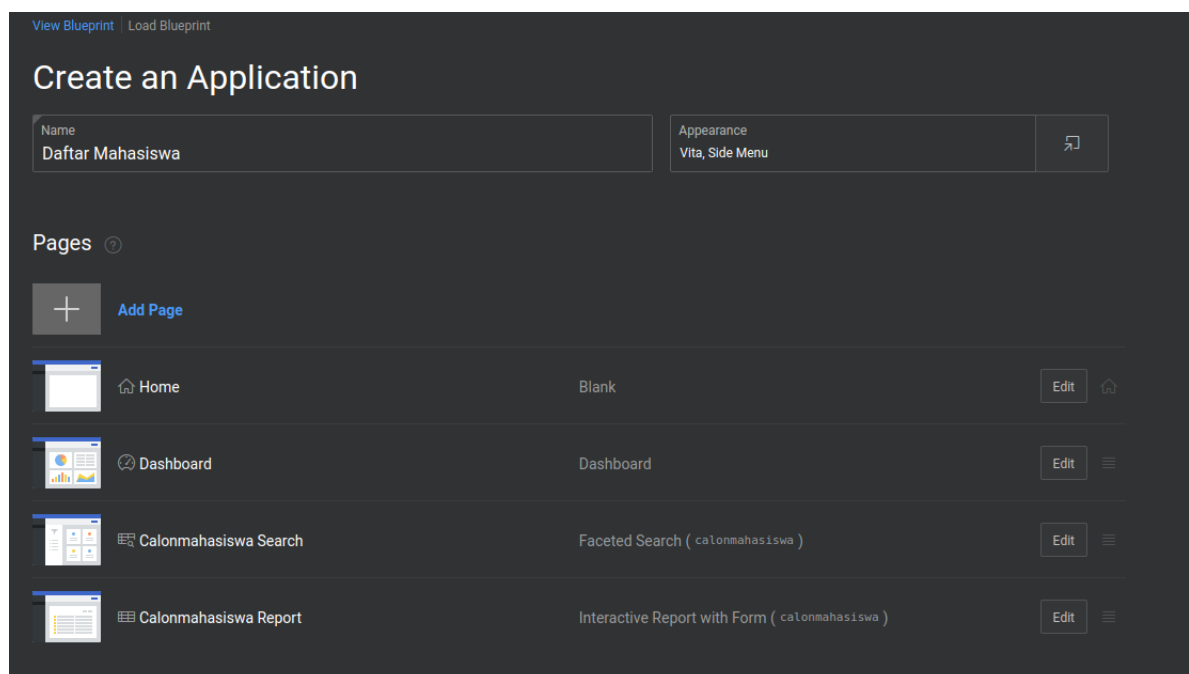 View Blueprint Load Blueprint
Create an Application
Name
Daftar Mahasiswa
Appearance
Vita, Side Menu
Pages ?
Add Page
Home Blank Edit
Dashboard Dashboard Edit
Calonmahasiswa Search Faceted Search ( calonmahasiswa ) Edit
Calonmahasiswa Report Interactive Report with Form ( calonmahasiswa ) Edit